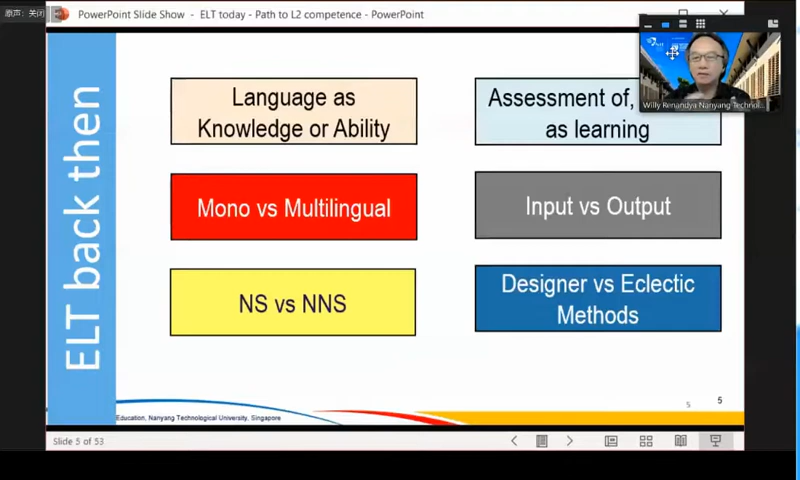 原声：关闭
PowerPoint Slide Show - ELT today - Path to L2 competence - PowerPoint
Willy Renandya Nanyang Technol...
ELT back then
Language as
Knowledge or Ability
Assessment of,
as learning
Mono vs Multilingual
Input vs Output
NS vs NNS
Designer vs Eclectic
Methods
5
5
Education, Nanyang Technological University, Singapore
Slide 5 of 53